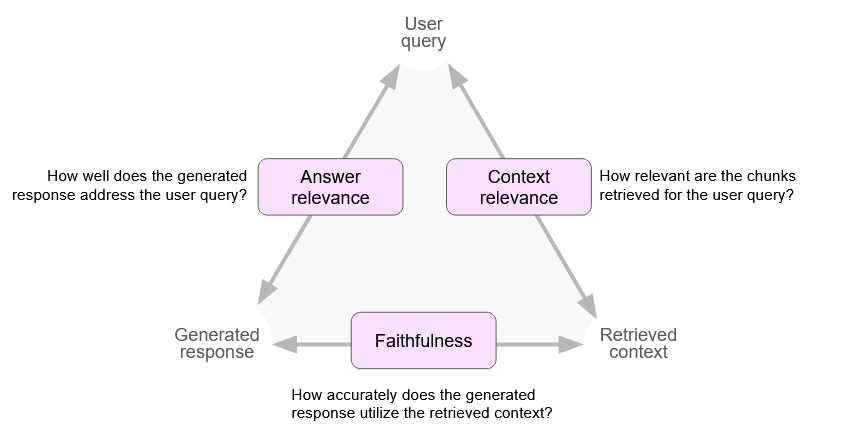 User
query
How well does the generated
response address the user query?
Answer
relevance
Context
relevance
How relevant are the chunks
retrieved for the user query?
Generated
response
Faithfulness
Retrieved
context
How accurately does the generated
response utilize the retrieved context?